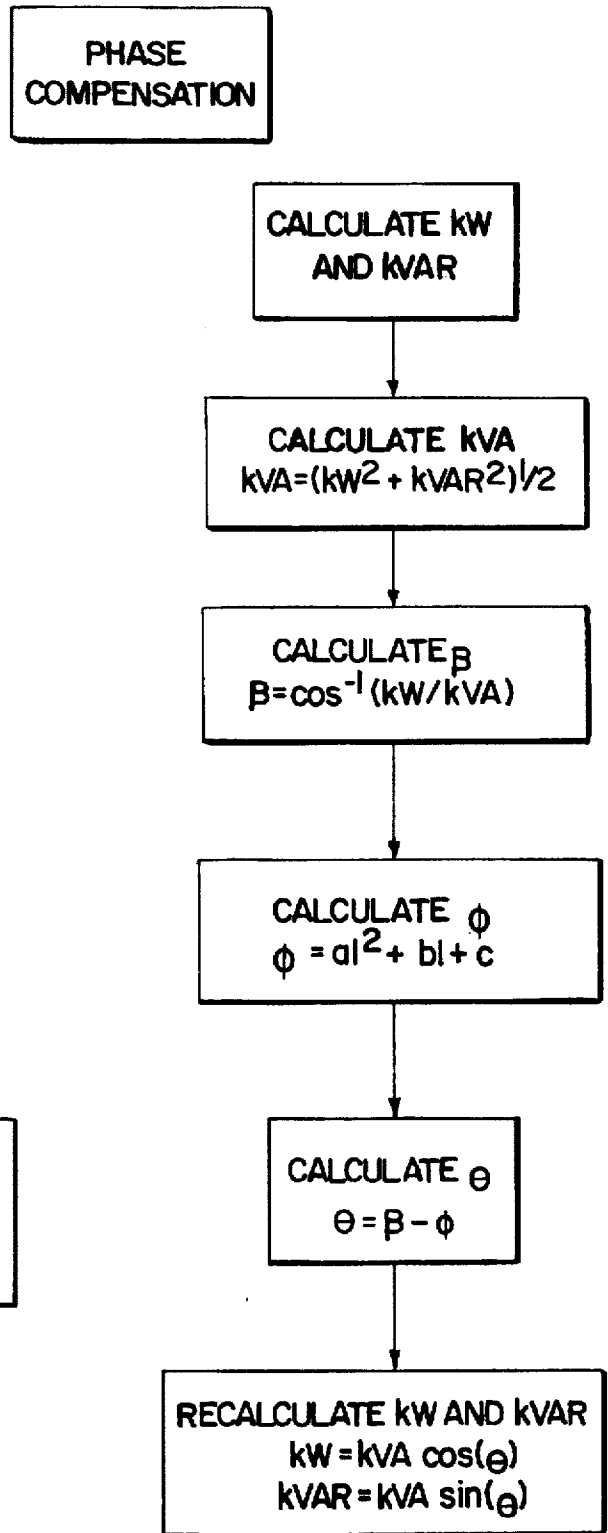 PHASE
COMPENSATION
CALCULATE kW
AND kVAR
CALCULATE kVA
kVA=(kW² + kVAR²)1/2
CALCULATE β
β=cos⁻¹(kW/kVA)
CALCULATE ϕ
ϕ = aI² + bI + c
CALCULATE θ
θ = β − ϕ
RECALCULATE kW AND kVAR
kW = kVA cos(θ)
kVAR = kVA sin(θ)